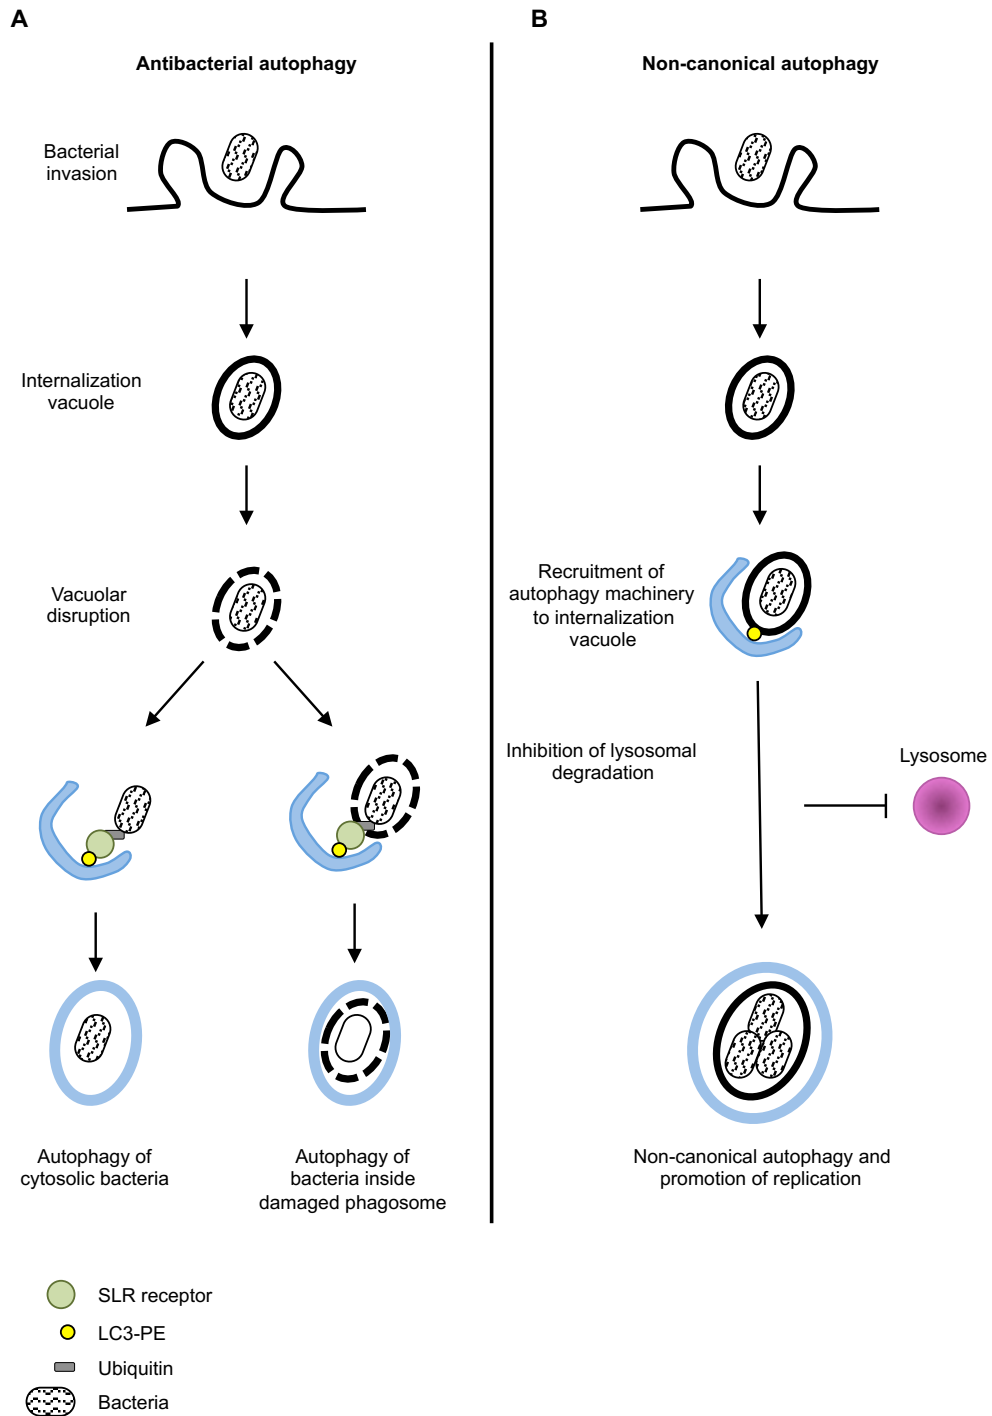 A
Antibacterial autophagy
Bacterial
invasion
Internalization
vacuole
Vacuolar
disruption
Autophagy of
cytosolic bacteria
Autophagy of
bacteria inside
damaged phagosome
B
Non-canonical autophagy
Recruitment of
autophagy machinery
to internalization
vacuole
Inhibition of lysosomal
degradation
Lysosome
Non-canonical autophagy and
promotion of replication
SLR receptor
LC3-PE
Ubiquitin
Bacteria